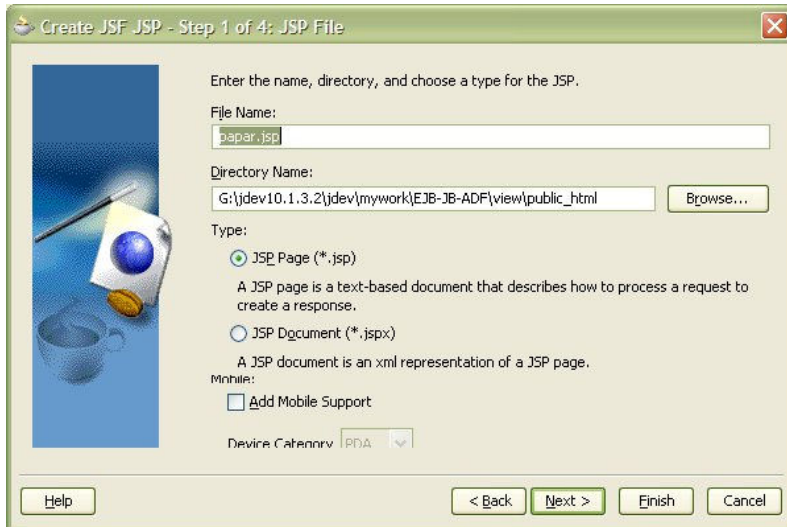 Create JSF JSP - Step 1 of 4: JSP File
Enter the name, directory, and choose a type for the JSP.
File Name:
papar.jsp
Directory Name:
G:\jdev10.1.3.2\jdev\mywork\EJB-JB-ADF\view\public_html Browse...
Type:
JSP Page (*.jsp)
A JSP page is a text-based document that describes how to process a request to
create a response.
JSP Document (*.jspx)
A JSP document is an xml representation of a JSP page.
Mobile:
Add Mobile Support
Device Category PDA
Help < Back Next > Finish Cancel